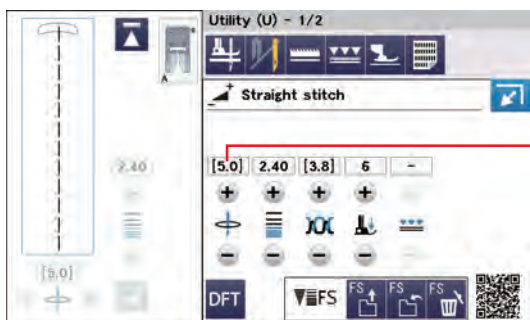 Utility (U) - 1/2
A
Straight stitch
2.40
[5.0] 2.40 [3.8] 6 -
[5.0]
DFT
FS
FS
FS
FS